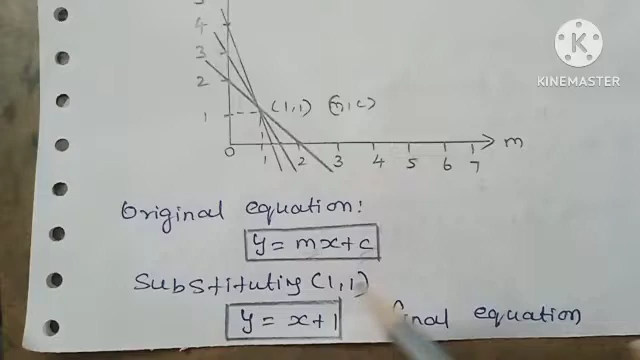 4
3
2
1
0 1 2 3 4 5 6 7 m
(1,1) (m,c)
KINEMASTER
Original equation:
y = mx+c
Substituting (1,1)
y = x+1 final equation